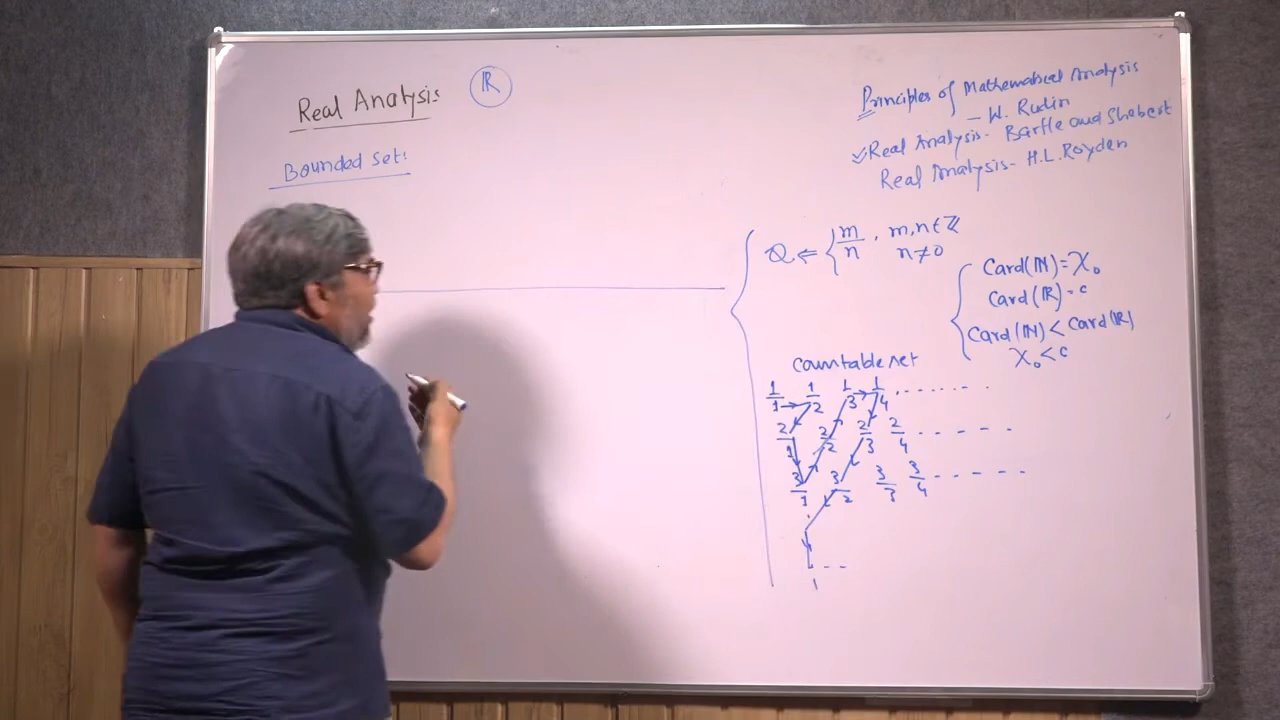 Real Analysis ℝ
Bounded Set:
Principles of Mathematical Analysis
- W. Rudin
✓ Real Analysis - Bartle and Sherbert
Real Analysis - H.L. Royden
ℚ ⇐ { m/n , m,n ∈ ℤ
n ≠ 0
Card(ℕ) = χ₀
Card(ℝ) = c
Card(ℕ) < Card(ℝ)
χ₀ < c
countable set
1/1 → 1/2 1/3 → 1/4 .......
2/1 2/2 2/3 2/4 - - - - -
3/1 3/2 3/3 3/4 - - - - -